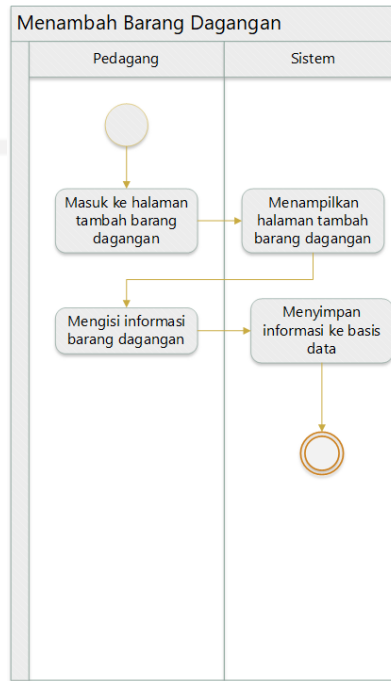 Menambah Barang Dagangan
Pedagang
Sistem
Masuk ke halaman
tambah barang
dagangan
Menampilkan
halaman tambah
barang dagangan
Mengisi informasi
barang dagangan
Menyimpan
informasi ke basis
data